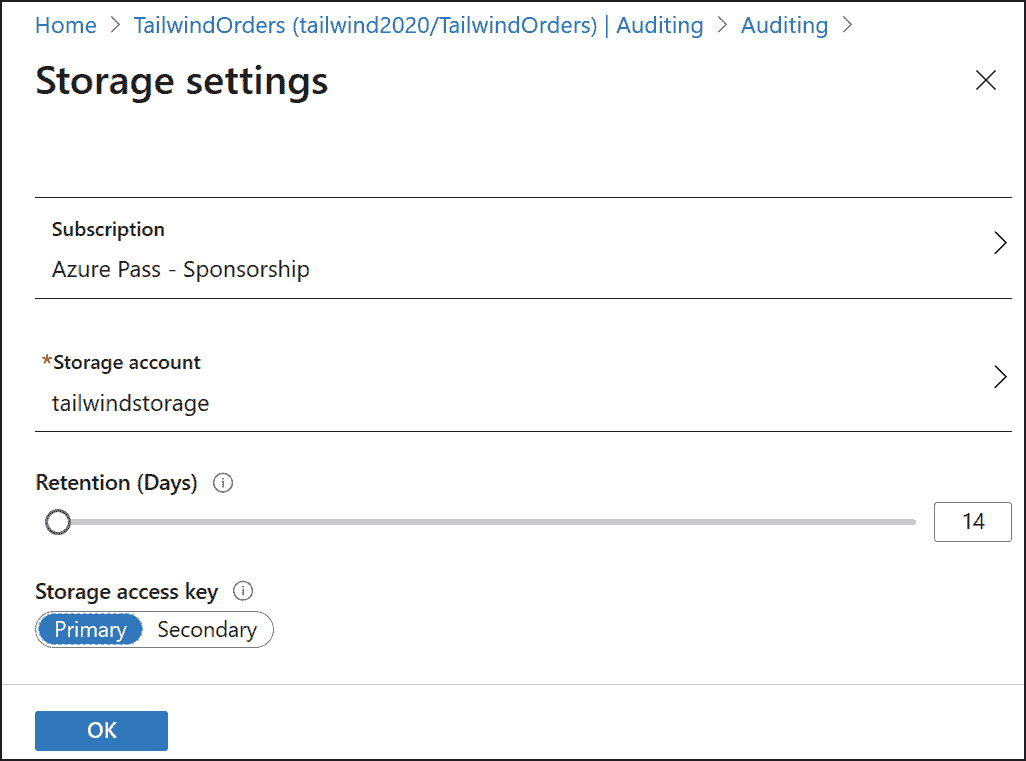 Home > TailwindOrders (tailwind2020/TailwindOrders) | Auditing > Auditing >
Storage settings
Subscription
Azure Pass - Sponsorship
*Storage account
tailwindstorage
Retention (Days)
14
Storage access key
Primary Secondary
OK